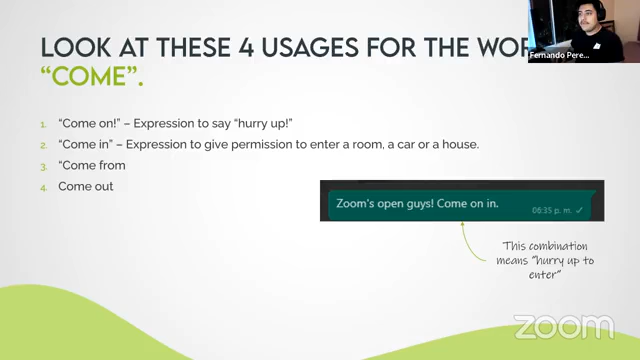 LOOK AT THESE 4 USAGES FOR THE WOR
“COME”.
Fernando Pere...
1. “Come on!” – Expression to say “hurry up!”
2. “Come in” – Expression to give permission to enter a room, a car or a house.
3. “Come from
4. Come out
Zoom's open guys! Come on in.
06:35 p. m.
This combination
means “hurry up to
enter”
zoom